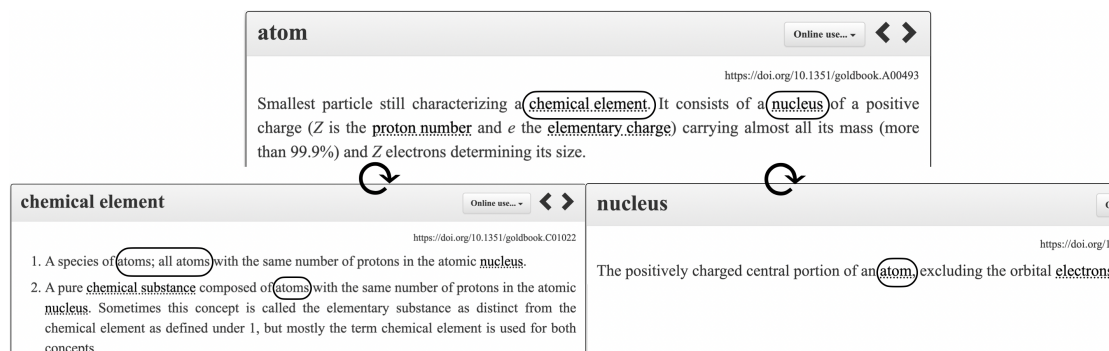 atom
Online use...
https://doi.org/10.1351/goldbook.A00493
Smallest particle still characterizing a chemical element. It consists of a nucleus of a positive
charge (Z is the proton number and e the elementary charge) carrying almost all its mass (more
than 99.9%) and Z electrons determining its size.
chemical element
Online use...
https://doi.org/10.1351/goldbook.C01022
1. A species of atoms; all atoms with the same number of protons in the atomic nucleus.
2. A pure chemical substance composed of atoms with the same number of protons in the atomic
nucleus. Sometimes this concept is called the elementary substance as distinct from the
chemical element as defined under 1, but mostly the term chemical element is used for both
concepts.
nucleus
https://doi.org/1
The positively charged central portion of an atom, excluding the orbital electrons